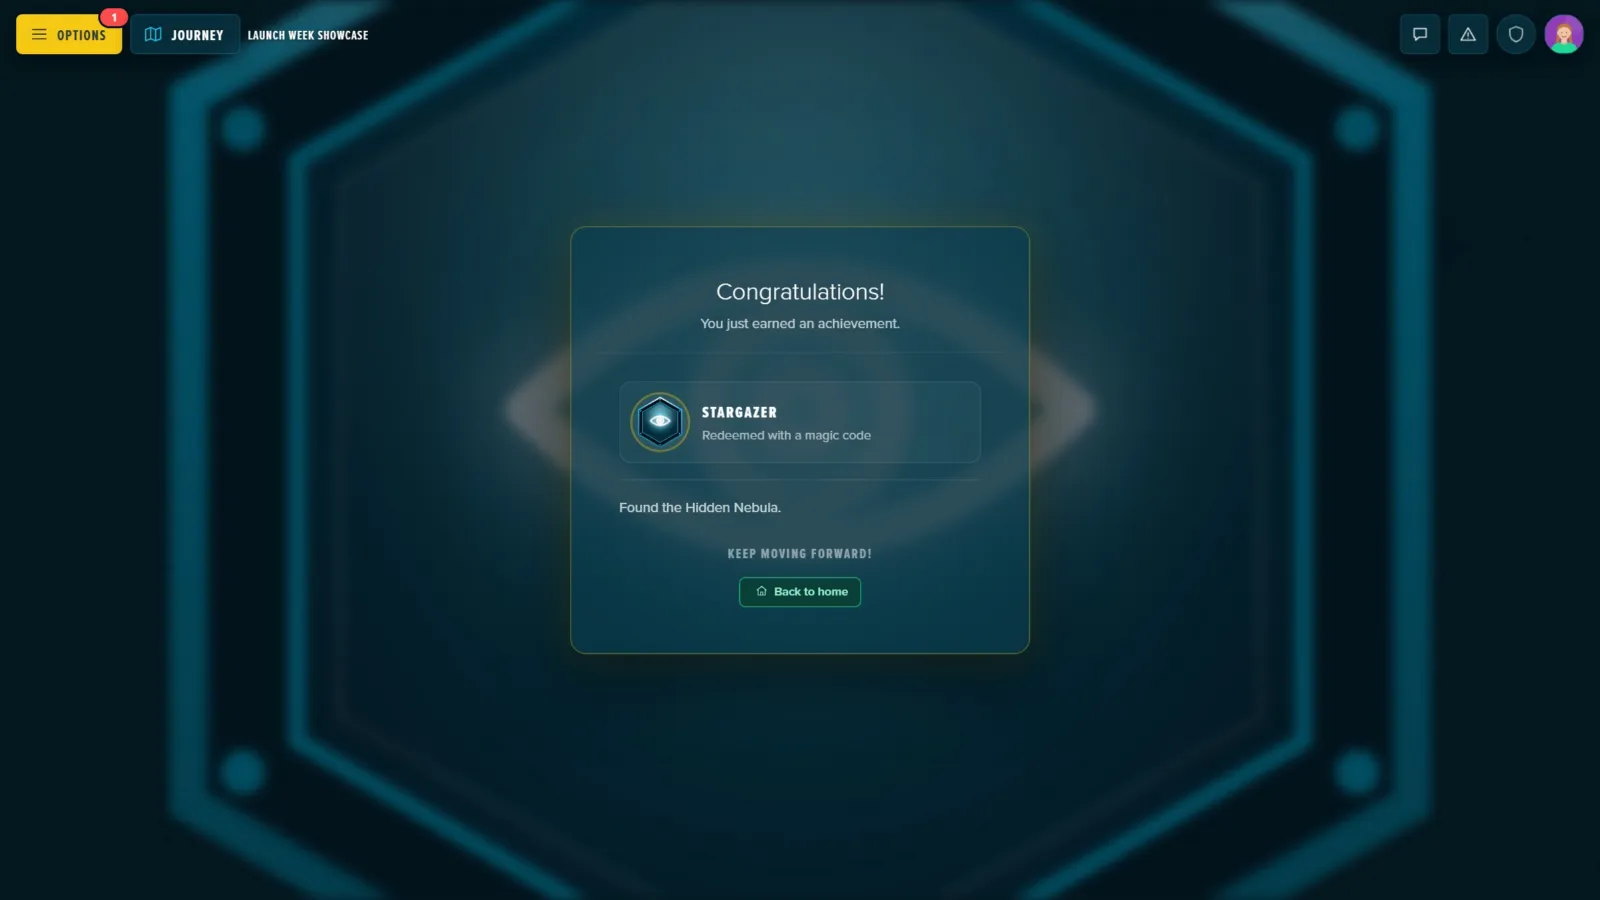 1
OPTIONS
JOURNEY
LAUNCH WEEK SHOWCASE
Congratulations!
You just earned an achievement.
STARGAZER
Redeemed with a magic code
Found the Hidden Nebula.
KEEP MOVING FORWARD!
Back to home